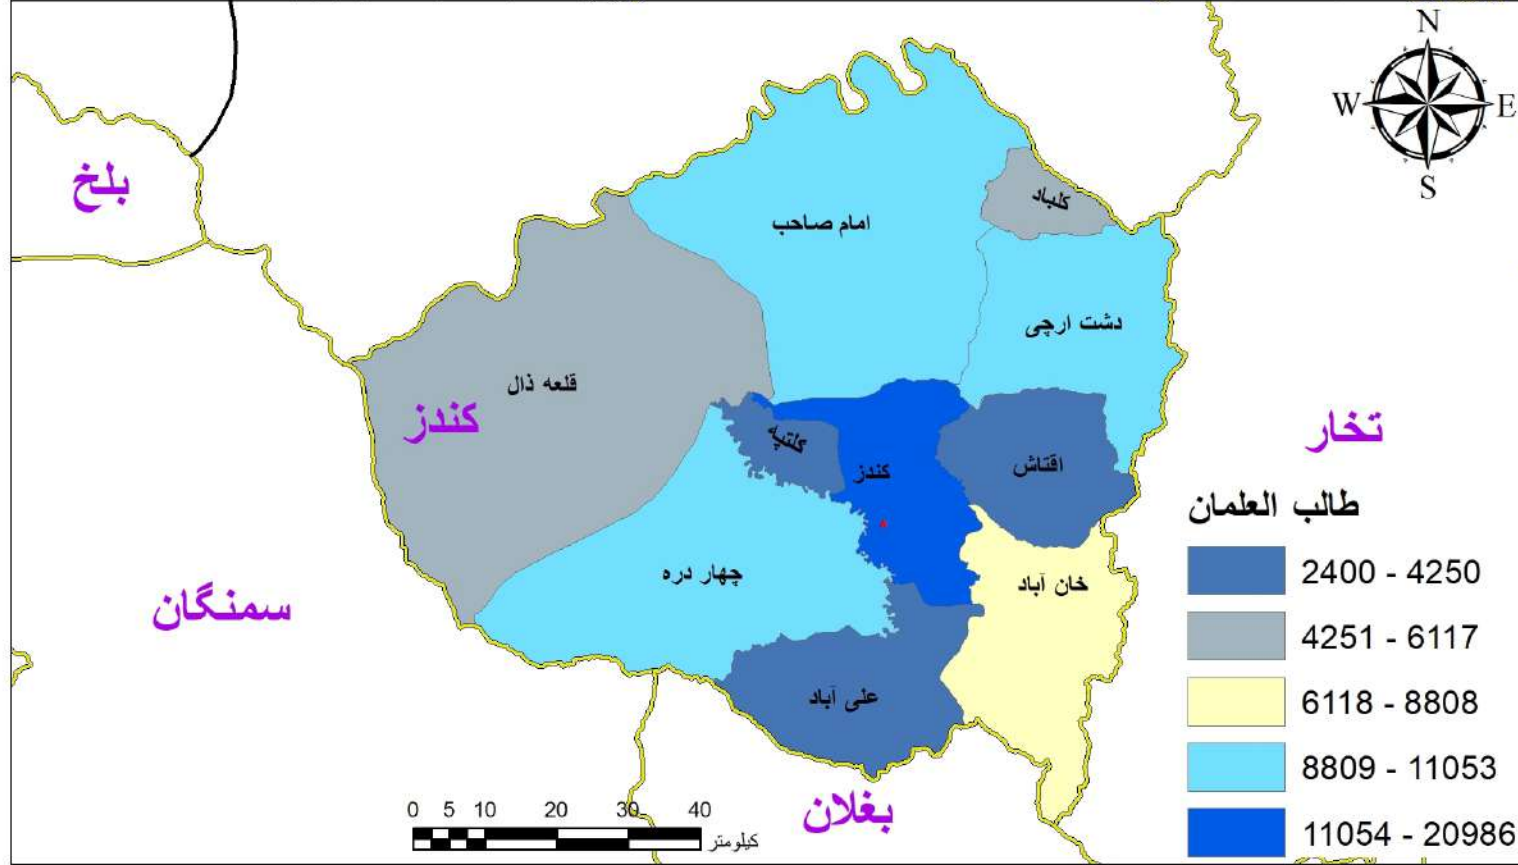 N
W
E
S
بلخ
کلباد
امام صاحب
دشت ارچی
قلعه ذال
کندز
تخار
کلتپه
اقتاش
کندز
چهار دره
خان آباد
سمنگان
علی آباد
بغلان
طالب العلمان
2400 - 4250
4251 - 6117
6118 - 8808
8809 - 11053
11054 - 20986
0 5 10 20 30 40
کیلومتر